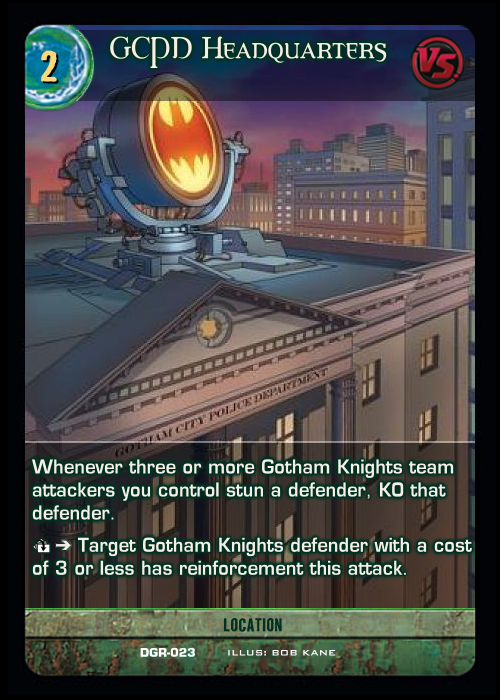 2
GCPD Headquarters
VS.
GOTHAM CITY POLICE DEPARTMENT
Whenever three or more Gotham Knights team
attackers you control stun a defender, KO that
defender.
➔ Target Gotham Knights defender with a cost
of 3 or less has reinforcement this attack.
LOCATION
DGR-023 ILLUS: BOB KANE